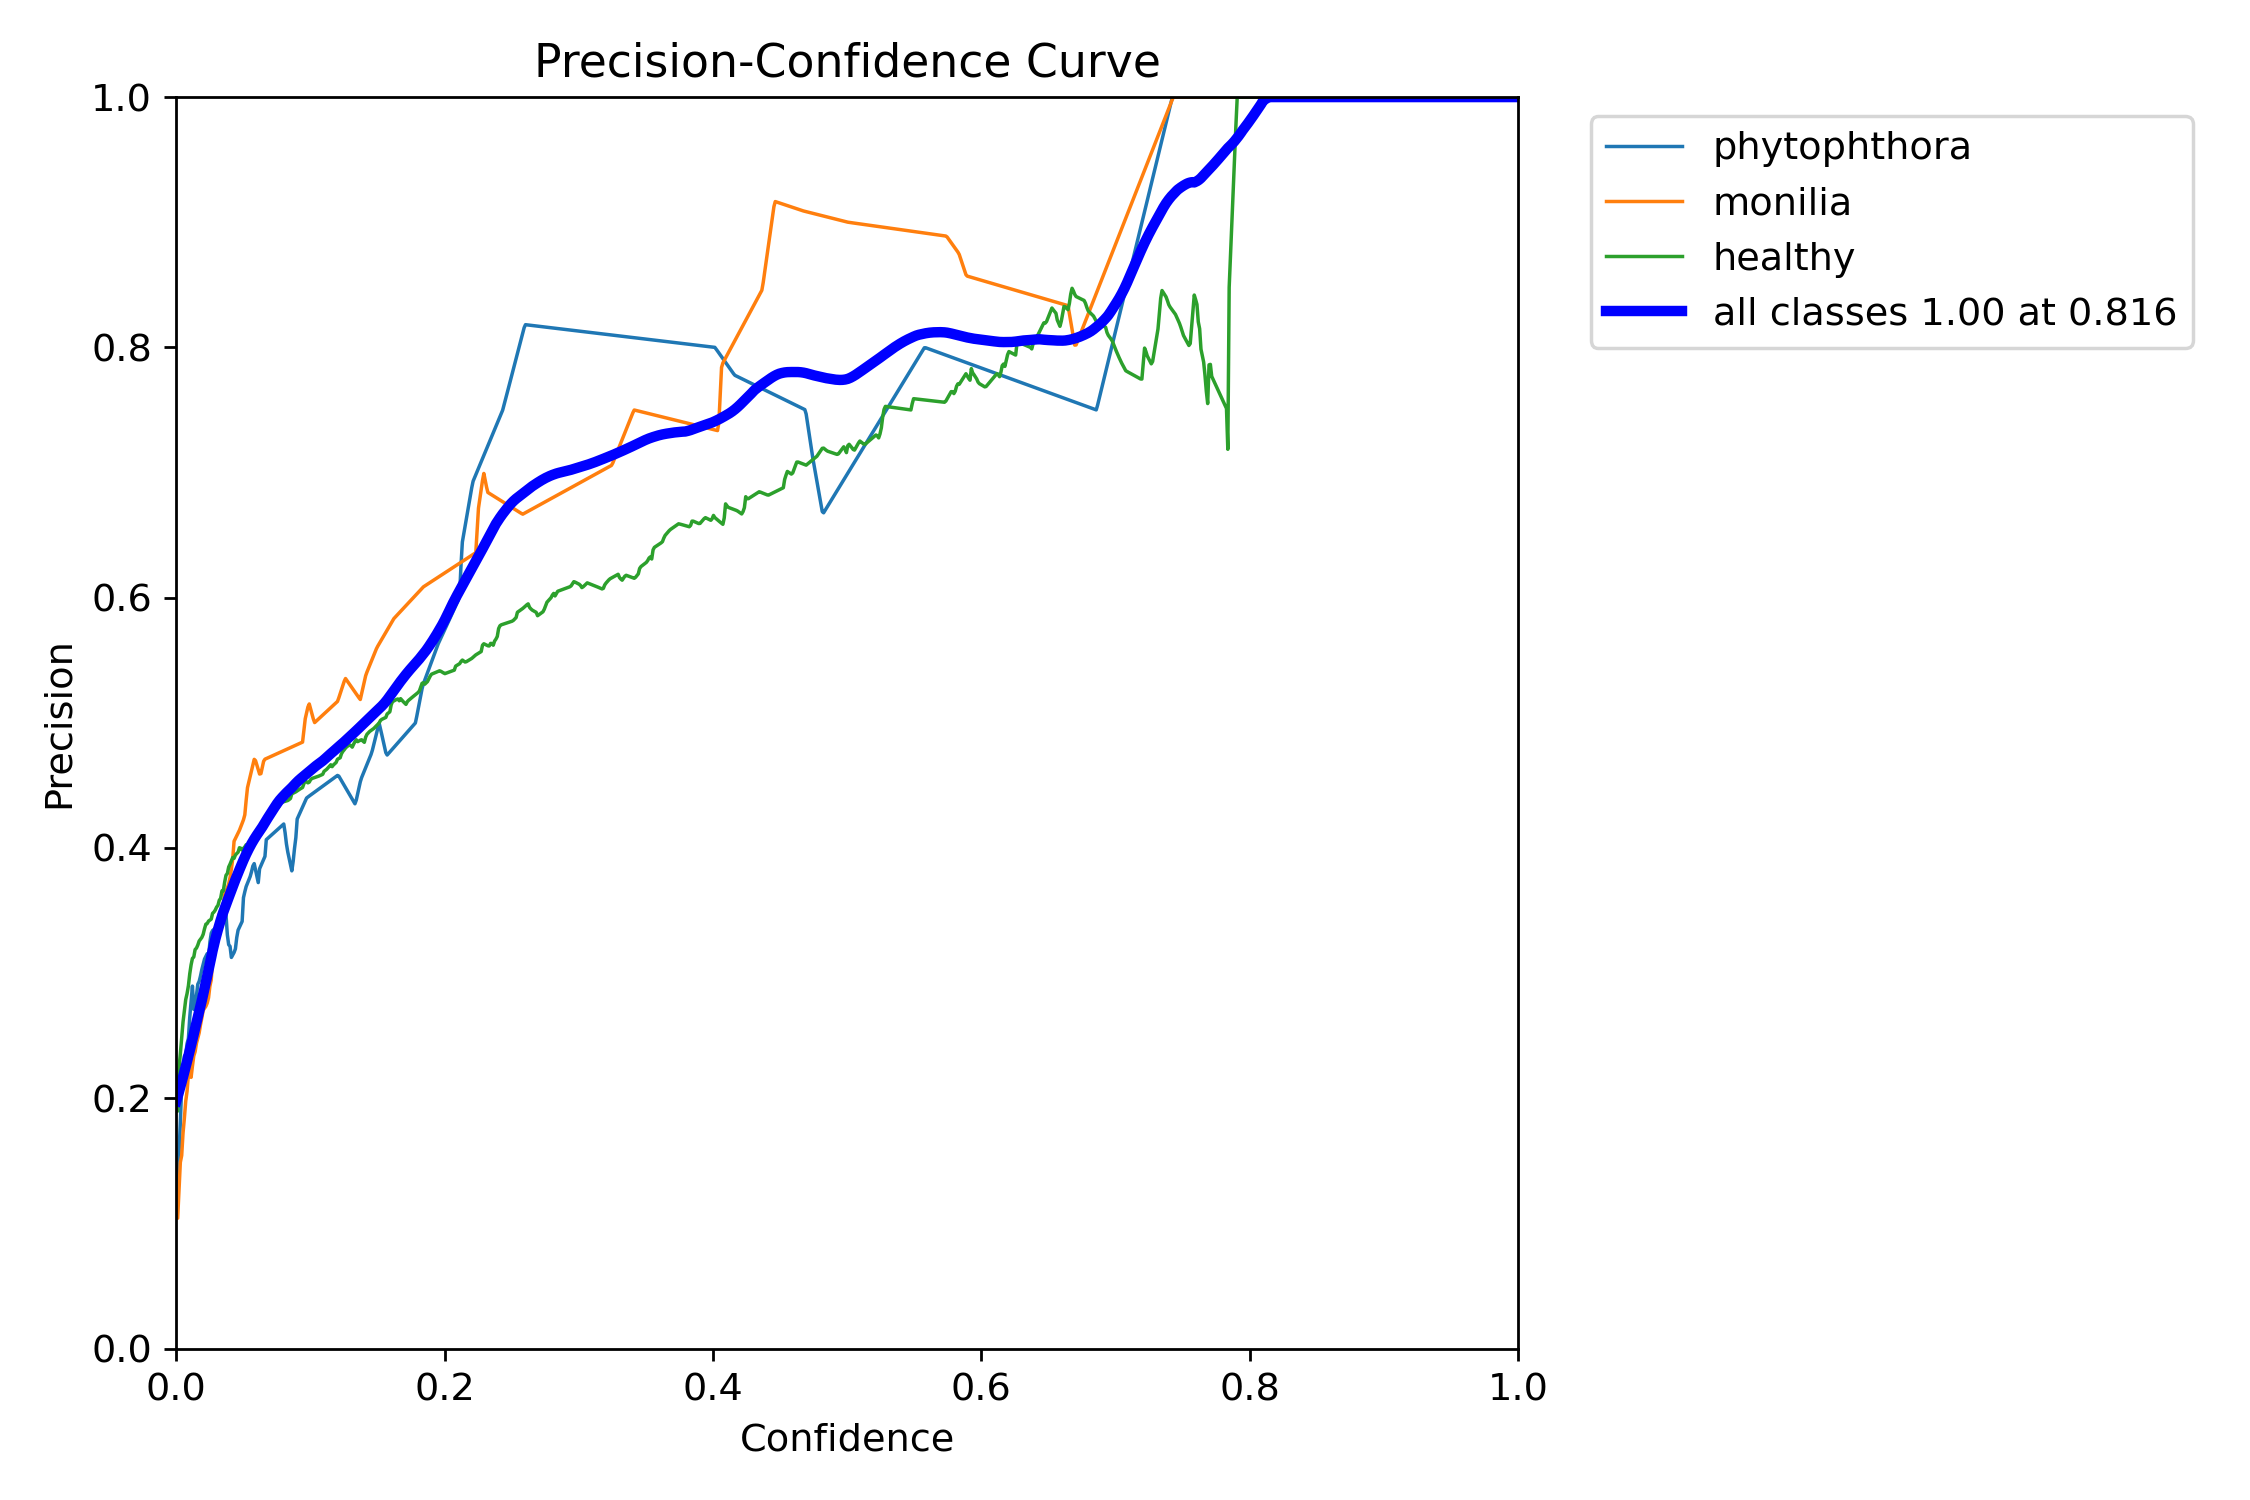 Precision-Confidence Curve
1.0
0.8
0.6
0.4
0.2
0.0
Precision
0.0 0.2 0.4 0.6 0.8 1.0
Confidence
phytophthora
monilia
healthy
all classes 1.00 at 0.816